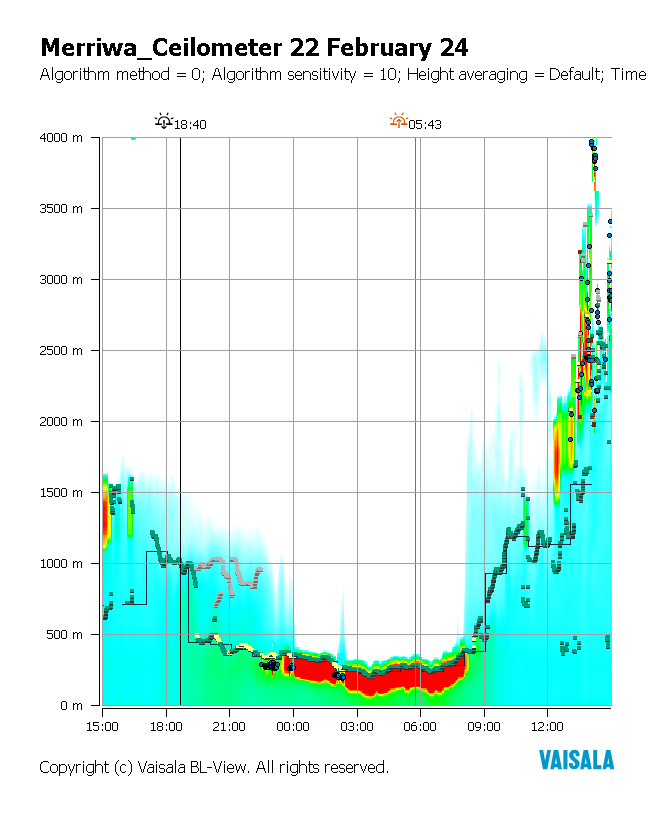 Merriwa_Ceilometer 22 February 24
Algorithm method = 0; Algorithm sensitivity = 10; Height averaging = Default; Time
18:40 05:43
4000 m
3500 m
3000 m
2500 m
2000 m
1500 m
1000 m
500 m
0 m
15:00 18:00 21:00 00:00 03:00 06:00 09:00 12:00
Copyright (c) Vaisala BL-View. All rights reserved.
VAISALA